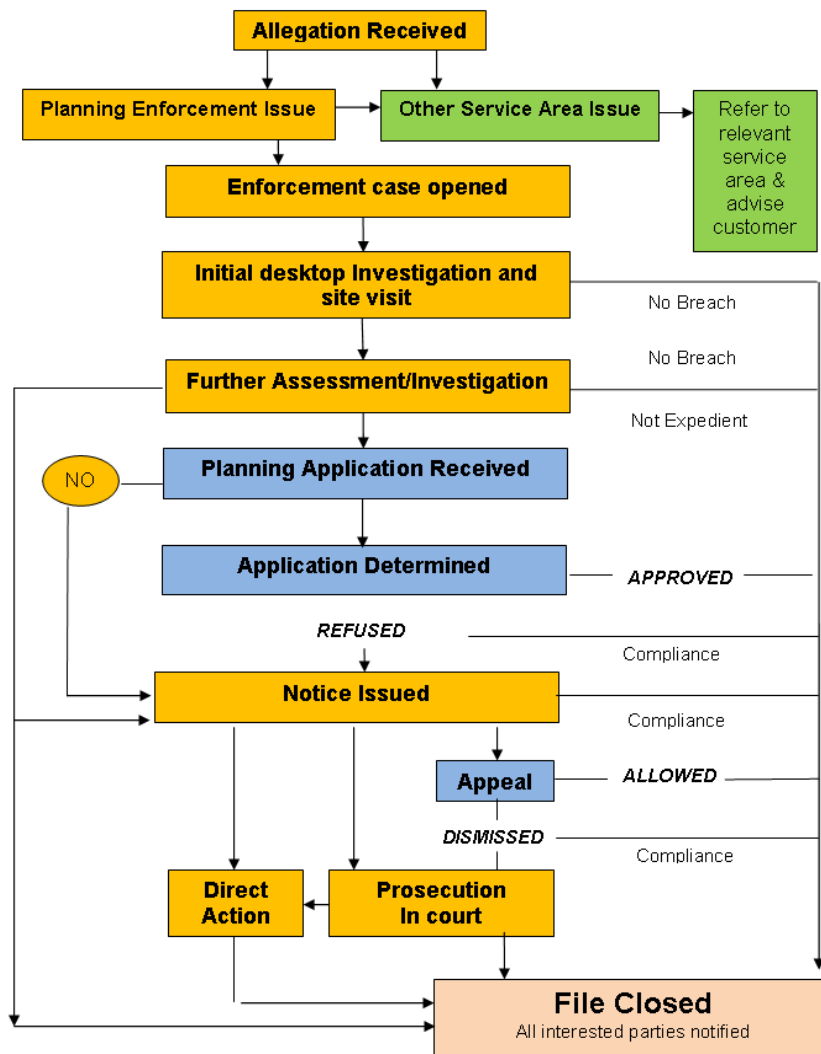 Allegation Received
Planning Enforcement Issue
Other Service Area Issue
Refer to
relevant
service
area &
advise
customer
Enforcement case opened
Initial desktop Investigation and
site visit
No Breach
No Breach
Further Assessment/Investigation
Not Expedient
Planning Application Received
NO
Application Determined
APPROVED
REFUSED
Compliance
Notice Issued
Compliance
Appeal
ALLOWED
DISMISSED
Compliance
Direct
Action
Prosecution
In court
File Closed
All interested parties notified